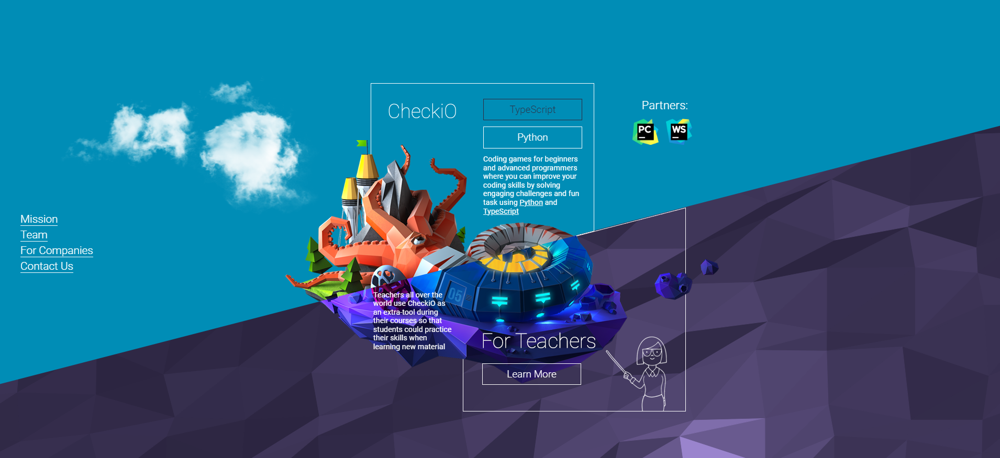 CheckiO
TypeScript
Python
Coding games for beginners
and advanced programmers
where you can improve your
coding skills by solving
engaging challenges and fun
task using Python and
TypeScript
Partners:
PC
WS
Mission
Team
For Companies
Contact Us
05
Teachers all over the
world use CheckiO as
an extra-tool during
their courses so that
students could practice
their skills when
learning new material
For Teachers
Learn More